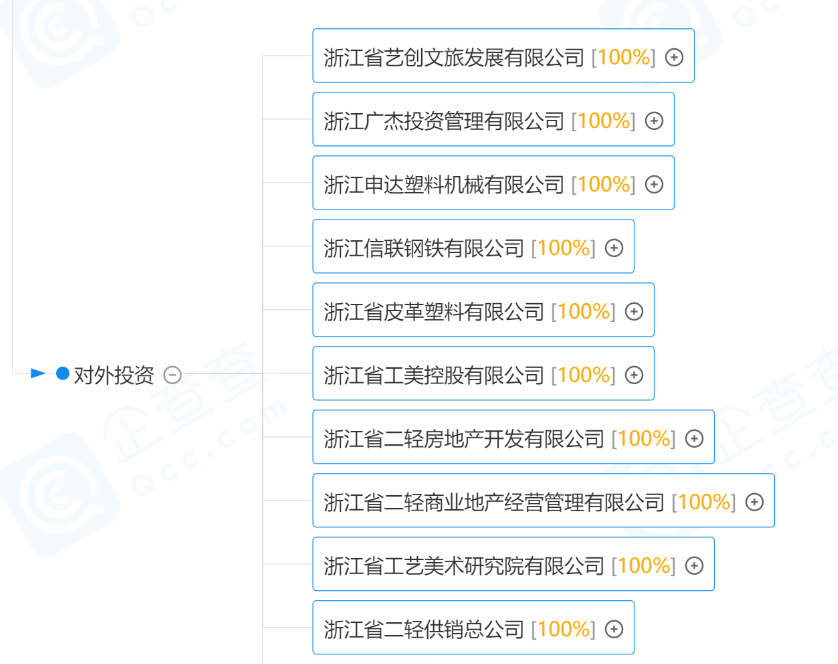 浙江省艺创文旅发展有限公司 [100%]
浙江广杰投资管理有限公司 [100%]
浙江申达塑料机械有限公司 [100%]
浙江信联钢铁有限公司 [100%]
浙江省皮革塑料有限公司 [100%]
对外投资
浙江省工美控股有限公司 [100%]
浙江省二轻房地产开发有限公司 [100%]
浙江省二轻商业地产经营管理有限公司 [100%]
浙江省工艺美术研究院有限公司 [100%]
浙江省二轻供销总公司 [100%]
企查查
Qcc.com